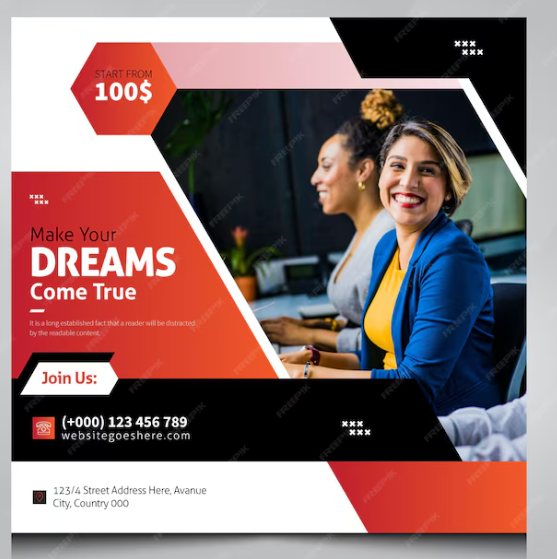 START FROM
100$
Make Your
DREAMS
Come True
It is a long established fact that a reader will be distracted
by the readable content.
Join Us:
(+000) 123 456 789
websitegoeshere.com
123/4 Street Address Here, Avanue
City, Country 000
FREEPIK